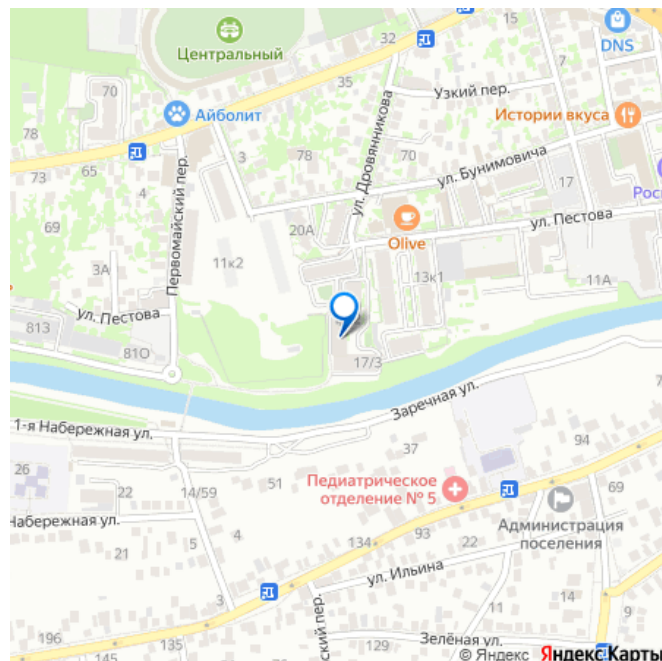 32
Центральный
DNS
35
70
Узкий пер.
Айболит
Истории вкуса
78
4
78
70
ул. Бунимовича
65
73
3
17
Рос
69
Первомайский пер.
ул. Дровянникова
20А
Olive
ул. Пестова
3А
11к2
13к1
11А
ул. Пестова
813
81О
17/3
Заречная ул.
1-я Набережная ул.
37
94
26
51
Педиатрическое
отделение № 5
69
22
14/59
Набережная ул.
Администрация
поселения
4
134
93
22
21
5
ул. Ильина
3
14
196
145
135
ский пер.
129
Зелёная ул.
11
9
© Яндекс
Яндекс Карты